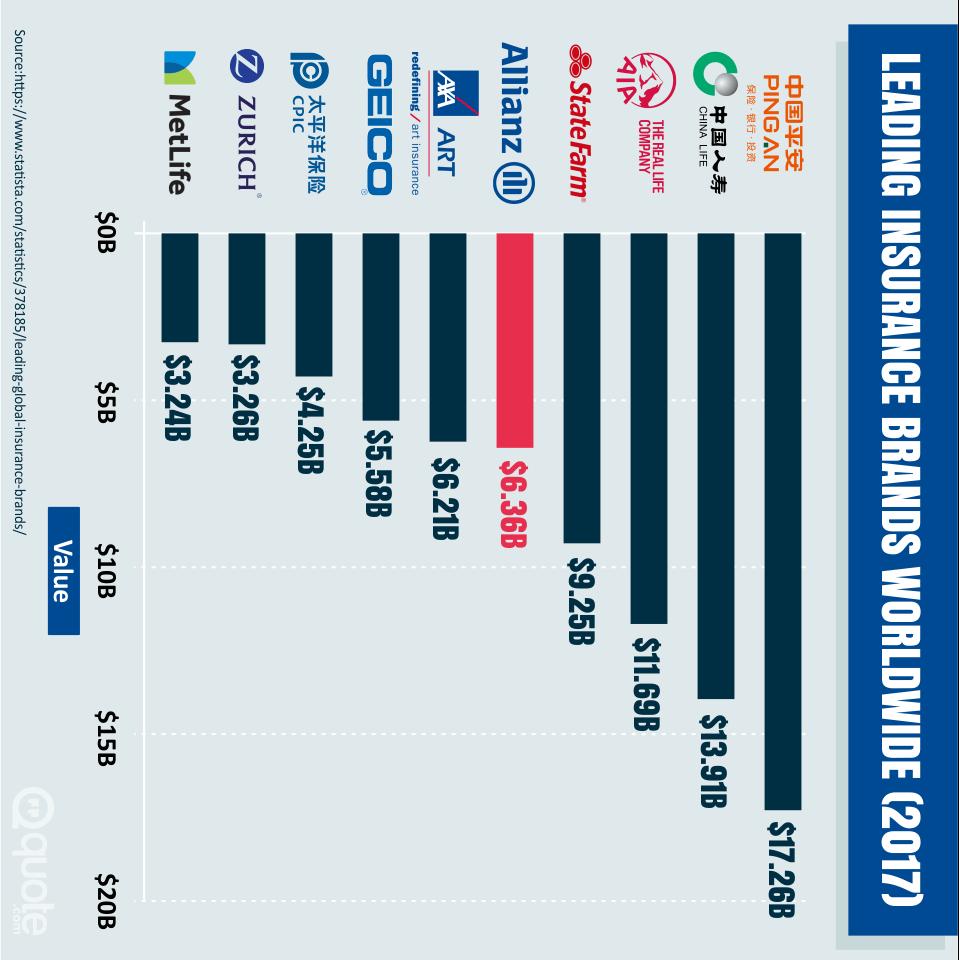 LEADING INSURANCE BRANDS WORLDWIDE (2017)
中国平安
PING AN
保险·银行·投资
$17.26B
中国人寿
CHINA LIFE
$13.91B
AIA
THE REAL LIFE
COMPANY
$11.69B
StateFarm®
$9.25B
Allianz
$6.36B
AXA ART
redefining / art insurance
$6.21B
GEICO®
$5.58B
太平洋保险
CPIC
$4.25B
Z ZURICH®
$3.26B
MetLife
$3.24B
$0B $5B $10B $15B $20B
Value
Source:https://www.statista.com/statistics/378185/leading-global-insurance-brands/
quote
.com